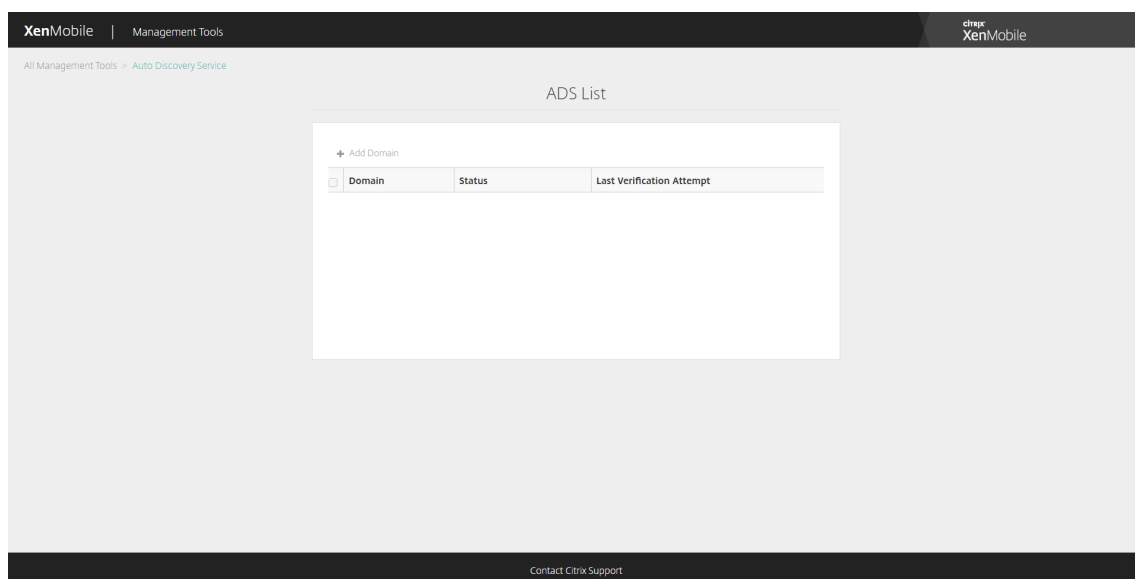 XenMobile | Management Tools
CITRIX
XenMobile
All Management Tools > Auto Discovery Service
ADS List
+ Add Domain
Domain Status Last Verification Attempt
Contact Citrix Support